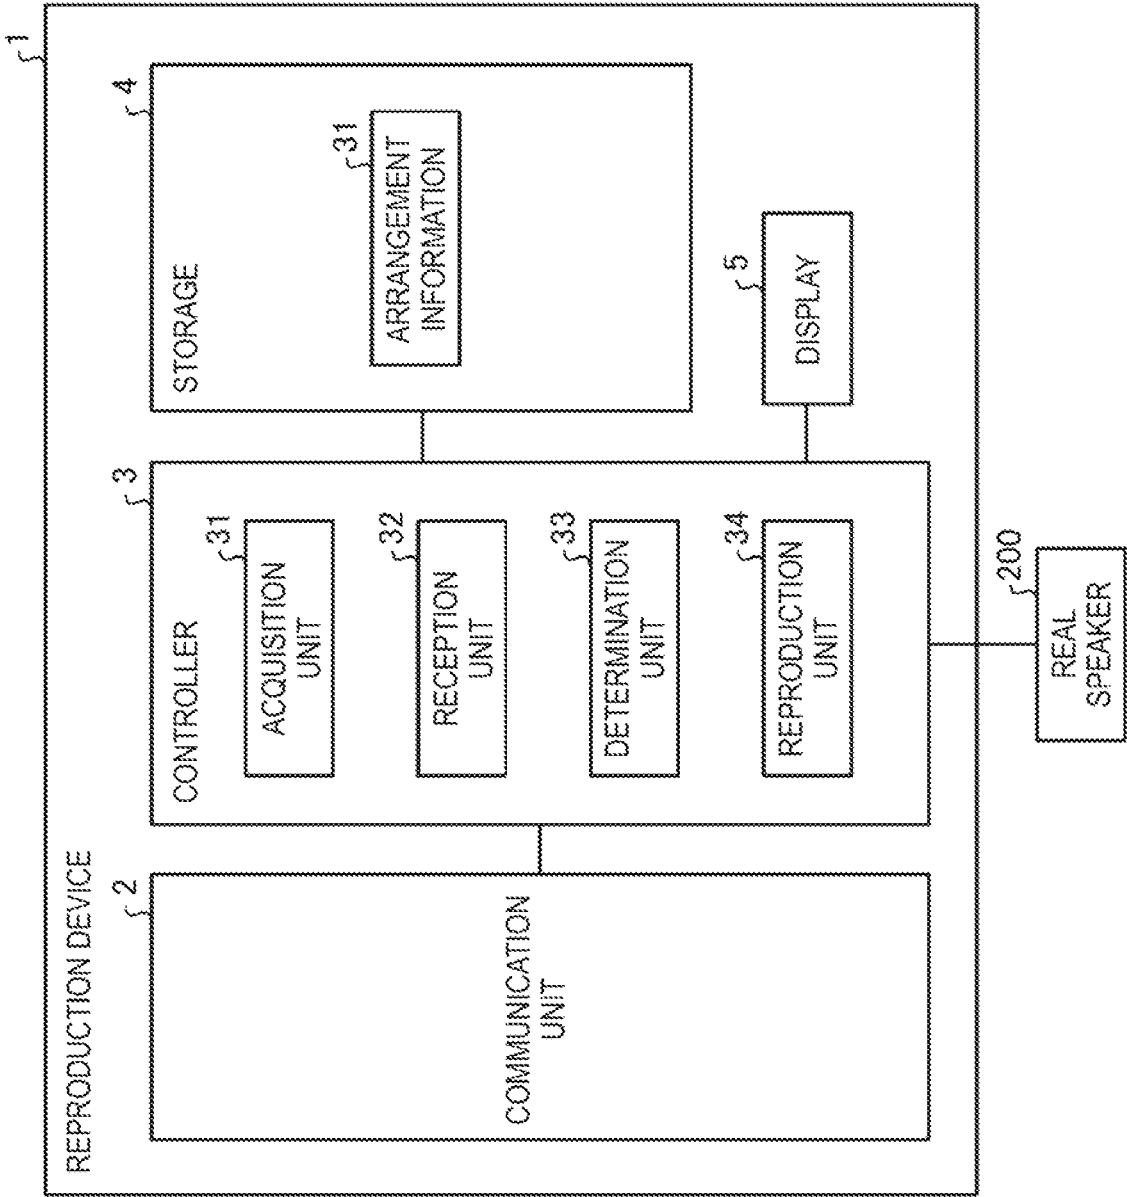 1
REPRODUCTION DEVICE
2
COMMUNICATION
UNIT
3
CONTROLLER
31
ACQUISITION
UNIT
32
RECEPTION
UNIT
33
DETERMINATION
UNIT
34
REPRODUCTION
UNIT
4
STORAGE
31
ARRANGEMENT
INFORMATION
5
DISPLAY
200
REAL
SPEAKER